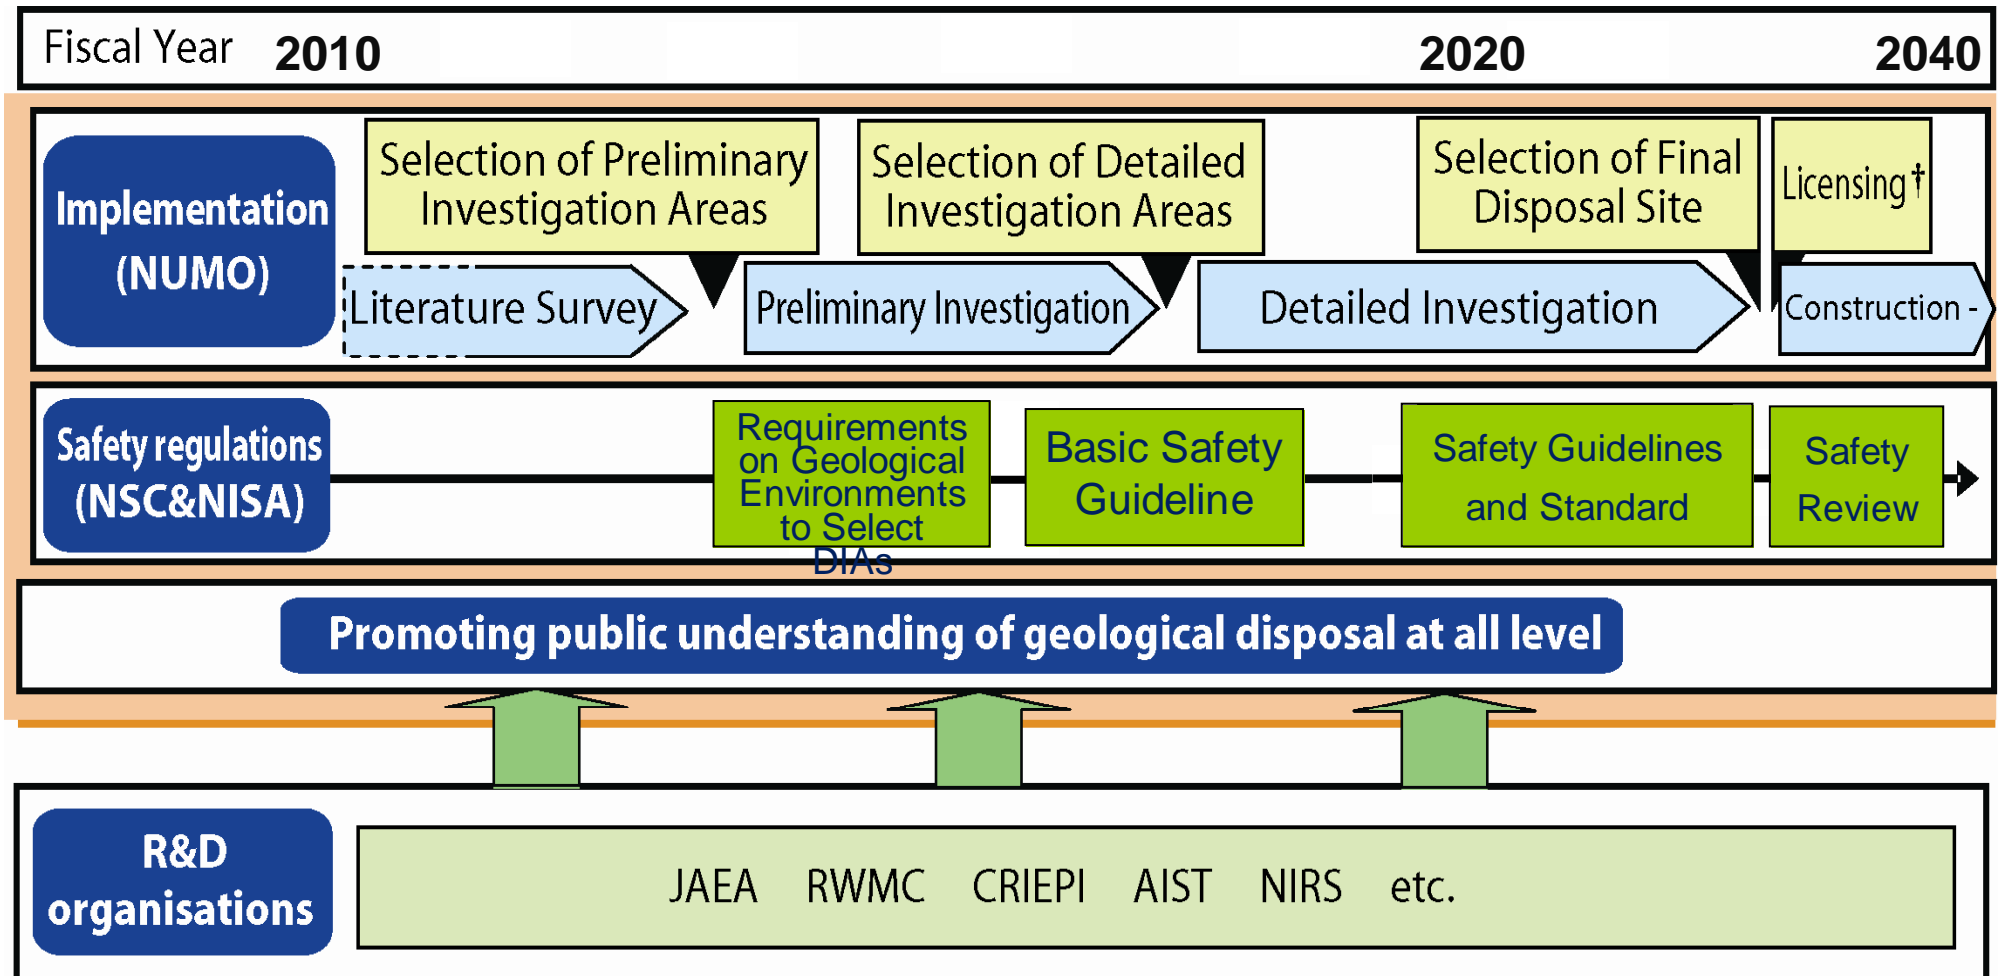 Fiscal Year 2010 2020 2040
Implementation
(NUMO)
Selection of Preliminary
Investigation Areas
Selection of Detailed
Investigation Areas
Selection of Final
Disposal Site
Licensing†
Literature Survey
Preliminary Investigation
Detailed Investigation
Construction -
Safety regulations
(NSC&NISA)
Requirements
on Geological
Environments
to Select
DIAs
Basic Safety
Guideline
Safety Guidelines
and Standard
Safety
Review
Promoting public understanding of geological disposal at all level
R&D
organisations
JAEA RWMC CRIEPI AIST NIRS etc.